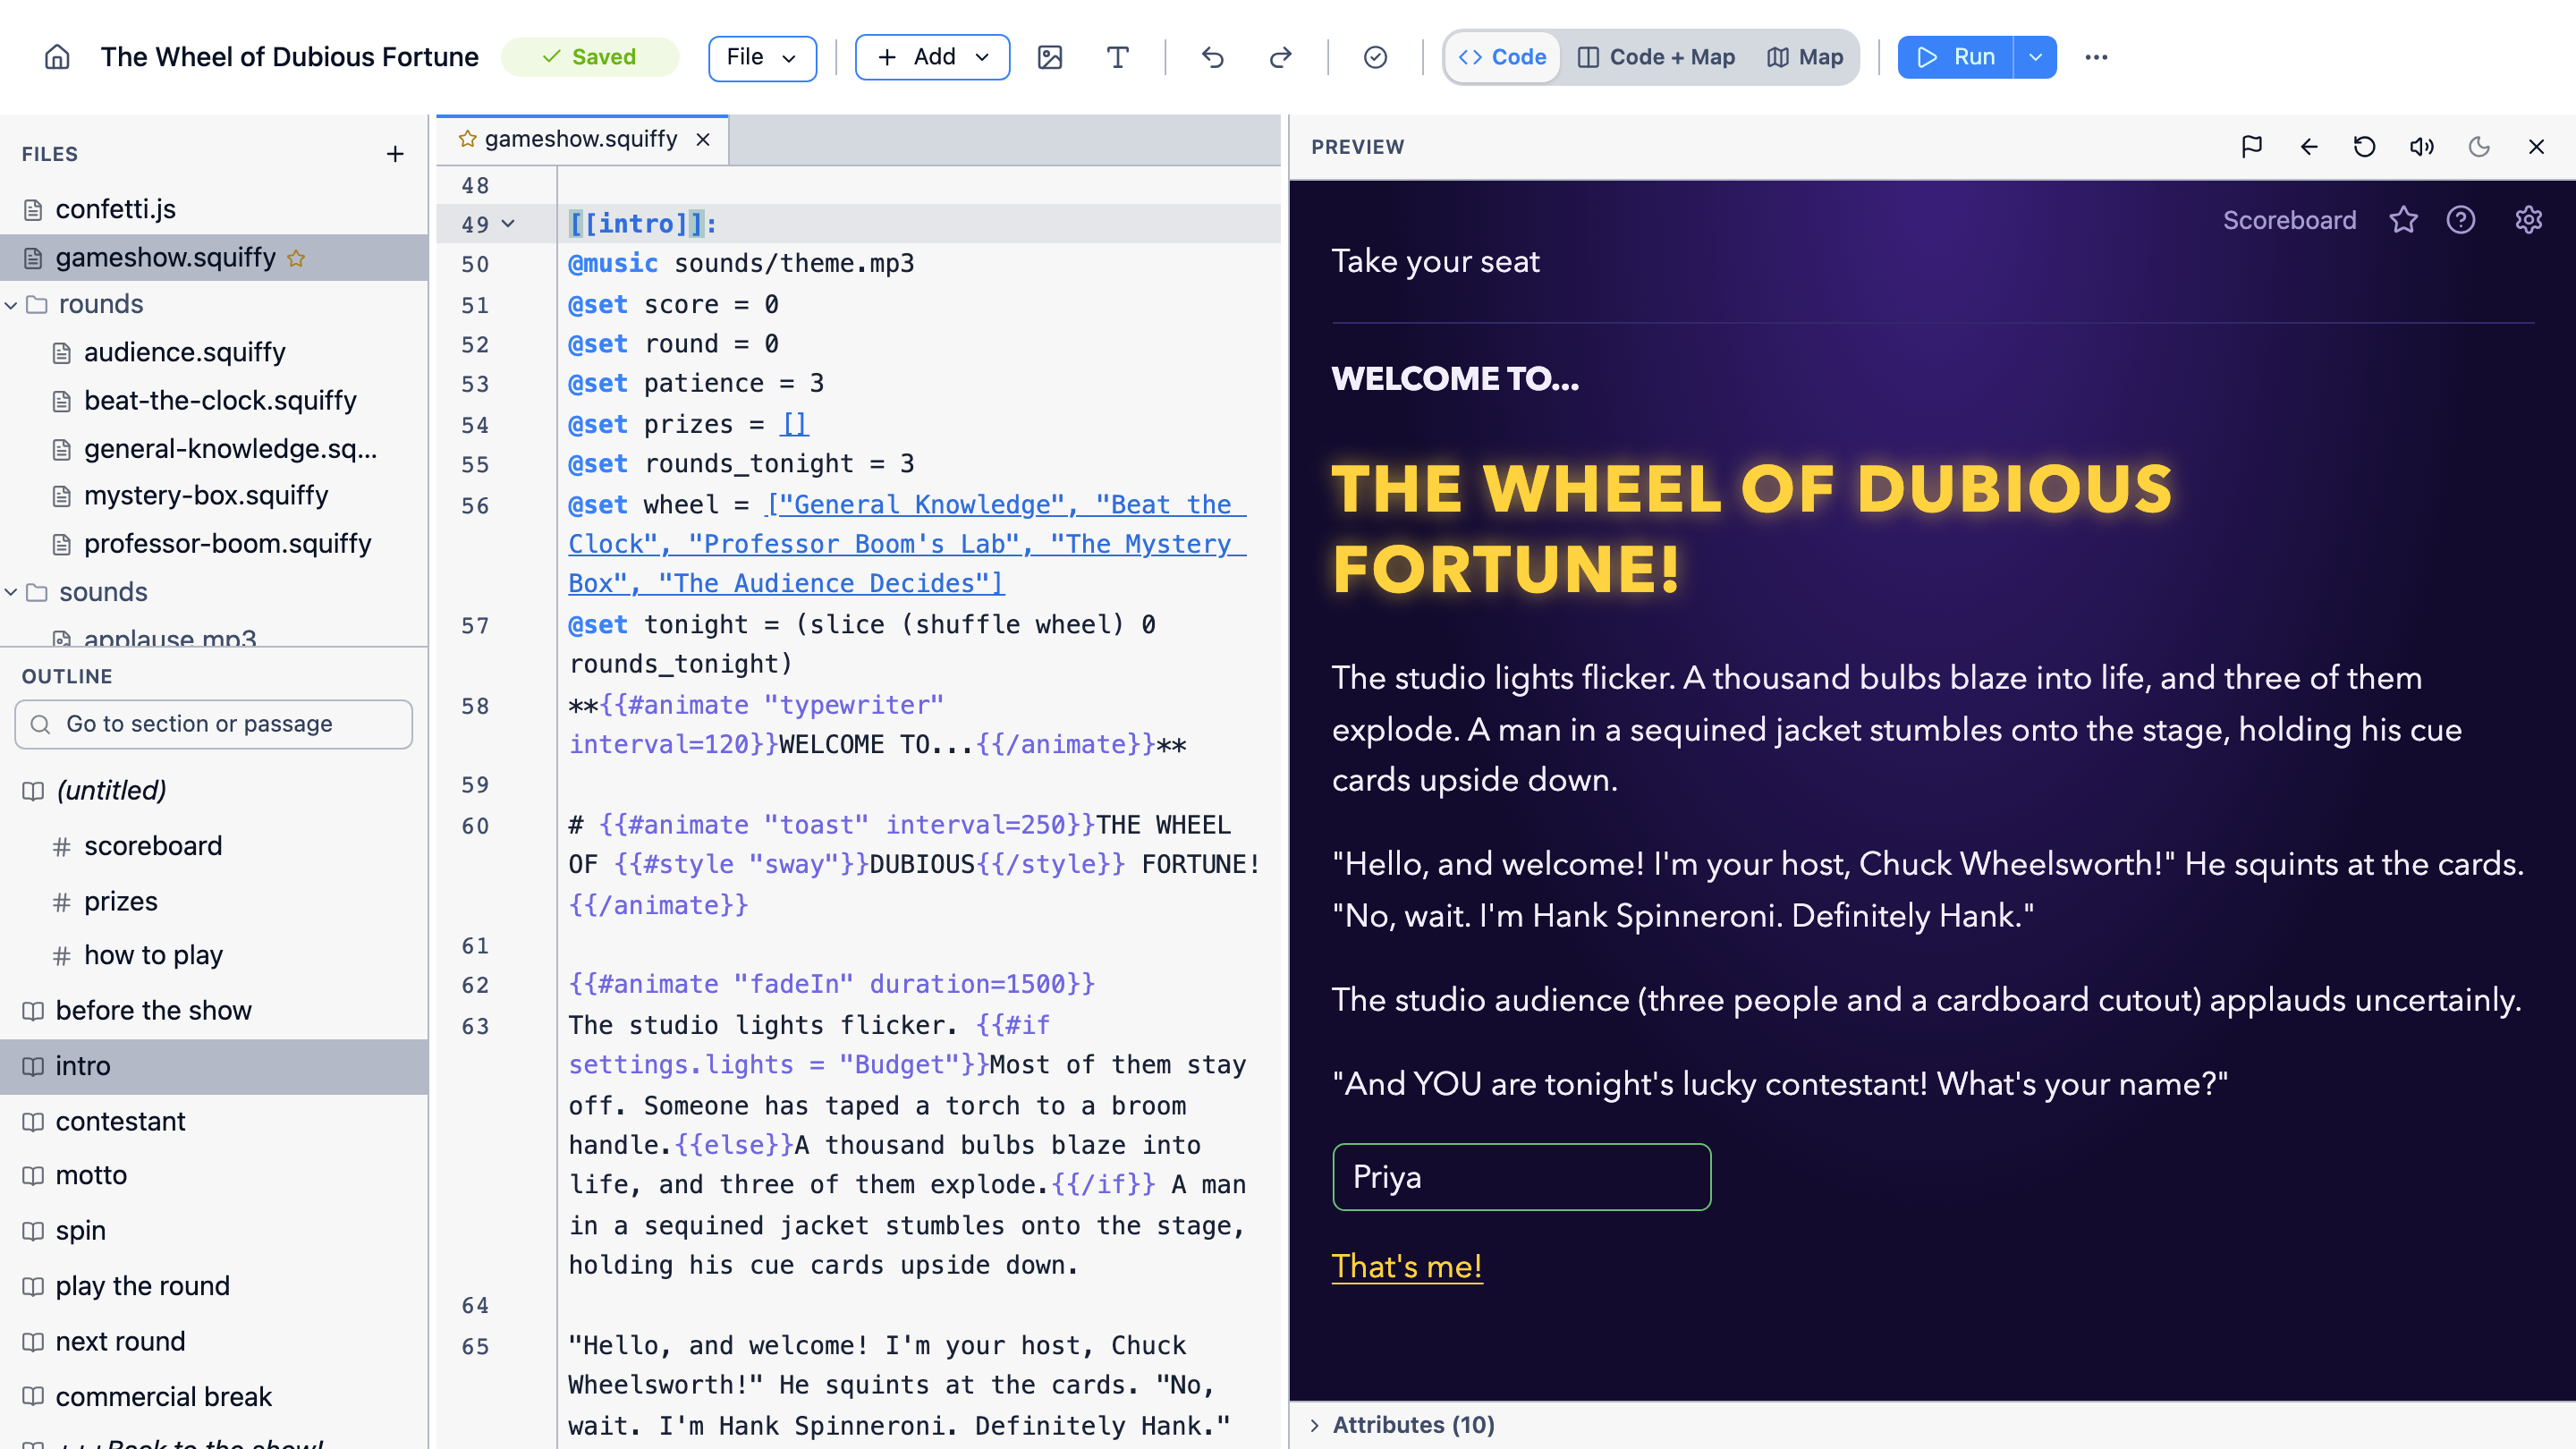 The Wheel of Dubious Fortune
Saved
File
Add
Code
Code + Map
Map
Run
FILES
confetti.js
gameshow.squiffy
rounds
audience.squiffy
beat-the-clock.squiffy
general-knowledge.sq...
mystery-box.squiffy
professor-boom.squiffy
sounds
applause.mp3
OUTLINE
Go to section or passage
(untitled)
# scoreboard
# prizes
# how to play
before the show
intro
contestant
motto
spin
play the round
next round
commercial break
gameshow.squiffy
48
49 [[intro]]:
50 @music sounds/theme.mp3
51 @set score = 0
52 @set round = 0
53 @set patience = 3
54 @set prizes = []
55 @set rounds_tonight = 3
56 @set wheel = ["General Knowledge", "Beat the
Clock", "Professor Boom's Lab", "The Mystery
Box", "The Audience Decides"]
57 @set tonight = (slice (shuffle wheel) 0
rounds_tonight)
58 **{{#animate "typewriter"
interval=120}}WELCOME TO...{{/animate}}**
59
60 # {{#animate "toast" interval=250}}THE WHEEL
OF {{#style "sway"}}DUBIOUS{{/style}} FORTUNE!
{{/animate}}
61
62 {{#animate "fadeIn" duration=1500}}
63 The studio lights flicker. {{#if
settings.lights = "Budget"}}Most of them stay
off. Someone has taped a torch to a broom
handle.{{else}}A thousand bulbs blaze into
life, and three of them explode.{{/if}} A man
in a sequined jacket stumbles onto the stage,
holding his cue cards upside down.
64
65 "Hello, and welcome! I'm your host, Chuck
Wheelsworth!" He squints at the cards. "No,
wait. I'm Hank Spinneroni. Definitely Hank."
PREVIEW
Scoreboard
Take your seat
WELCOME TO...
THE WHEEL OF DUBIOUS
FORTUNE!
The studio lights flicker. A thousand bulbs blaze into life, and three of them
explode. A man in a sequined jacket stumbles onto the stage, holding his cue
cards upside down.
"Hello, and welcome! I'm your host, Chuck Wheelsworth!" He squints at the cards.
"No, wait. I'm Hank Spinneroni. Definitely Hank."
The studio audience (three people and a cardboard cutout) applauds uncertainly.
"And YOU are tonight's lucky contestant! What's your name?"
Priya
That's me!
Attributes (10)